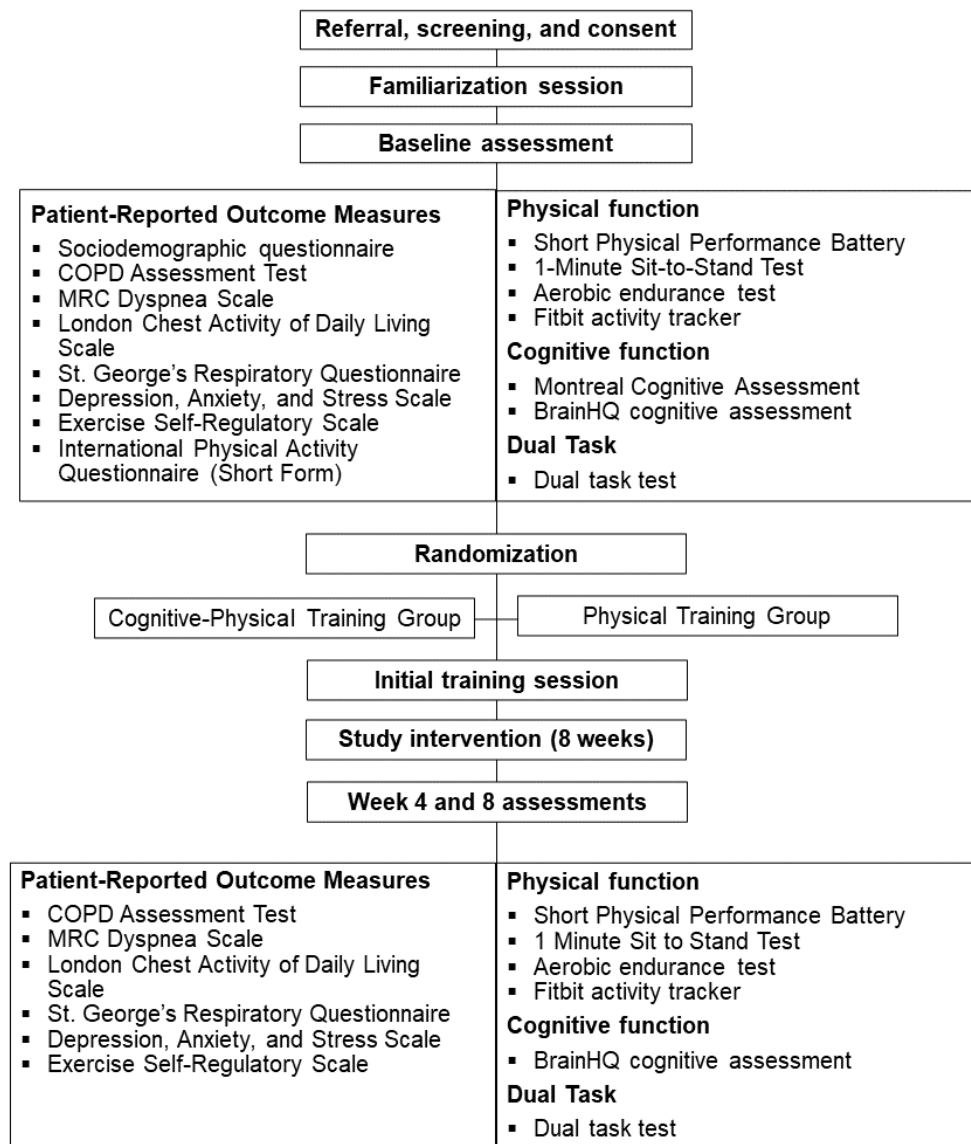 Referral, screening, and consent
Familiarization session
Baseline assessment
Patient-Reported Outcome Measures
▪ Sociodemographic questionnaire
▪ COPD Assessment Test
▪ MRC Dyspnea Scale
▪ London Chest Activity of Daily Living
Scale
▪ St. George's Respiratory Questionnaire
▪ Depression, Anxiety, and Stress Scale
▪ Exercise Self-Regulatory Scale
▪ International Physical Activity
Questionnaire (Short Form)
Physical function
▪ Short Physical Performance Battery
▪ 1-Minute Sit-to-Stand Test
▪ Aerobic endurance test
▪ Fitbit activity tracker
Cognitive function
▪ Montreal Cognitive Assessment
▪ BrainHQ cognitive assessment
Dual Task
▪ Dual task test
Randomization
Cognitive-Physical Training Group
Physical Training Group
Initial training session
Study intervention (8 weeks)
Week 4 and 8 assessments
Patient-Reported Outcome Measures
▪ COPD Assessment Test
▪ MRC Dyspnea Scale
▪ London Chest Activity of Daily Living
Scale
▪ St. George's Respiratory Questionnaire
▪ Depression, Anxiety, and Stress Scale
▪ Exercise Self-Regulatory Scale
Physical function
▪ Short Physical Performance Battery
▪ 1 Minute Sit to Stand Test
▪ Aerobic endurance test
▪ Fitbit activity tracker
Cognitive function
▪ BrainHQ cognitive assessment
Dual Task
▪ Dual task test